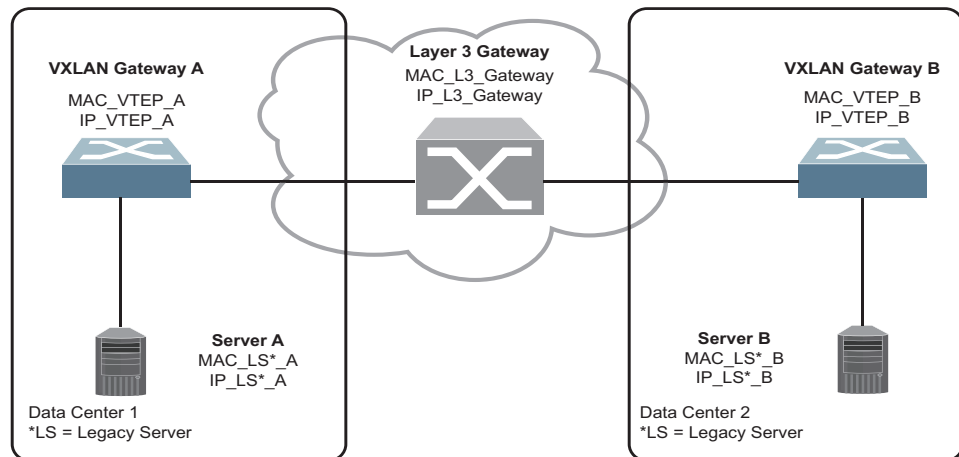 VXLAN Gateway A
MAC_VTEP_A
IP_VTEP_A
Layer 3 Gateway
MAC_L3_Gateway
IP_L3_Gateway
VXLAN Gateway B
MAC_VTEP_B
IP_VTEP_B
Server A
MAC_LS*_A
IP_LS*_A
Data Center 1
*LS = Legacy Server
Server B
MAC_LS*_B
IP_LS*_B
Data Center 2
*LS = Legacy Server